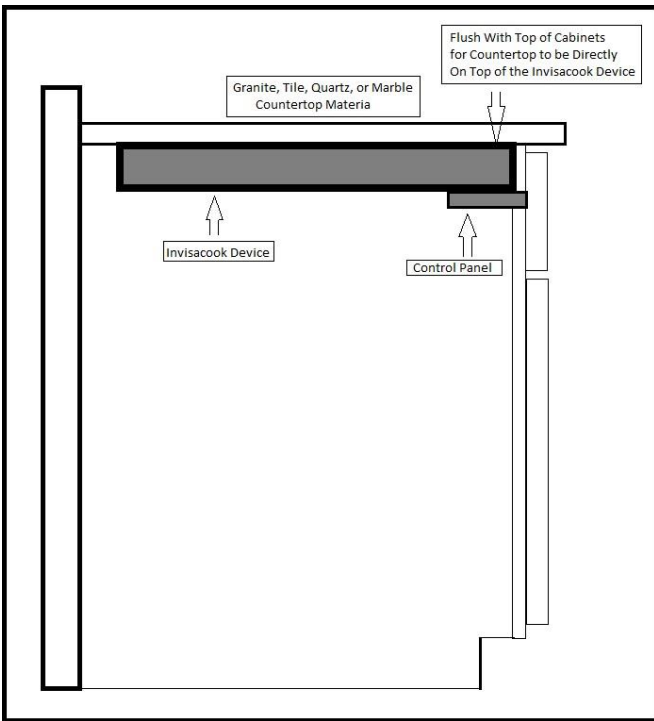 Flush With Top of Cabinets
for Countertop to be Directly
On Top of the Invisacook Device
Granite, Tile, Quartz, or Marble
Countertop Materia
Invisacook Device
Control Panel